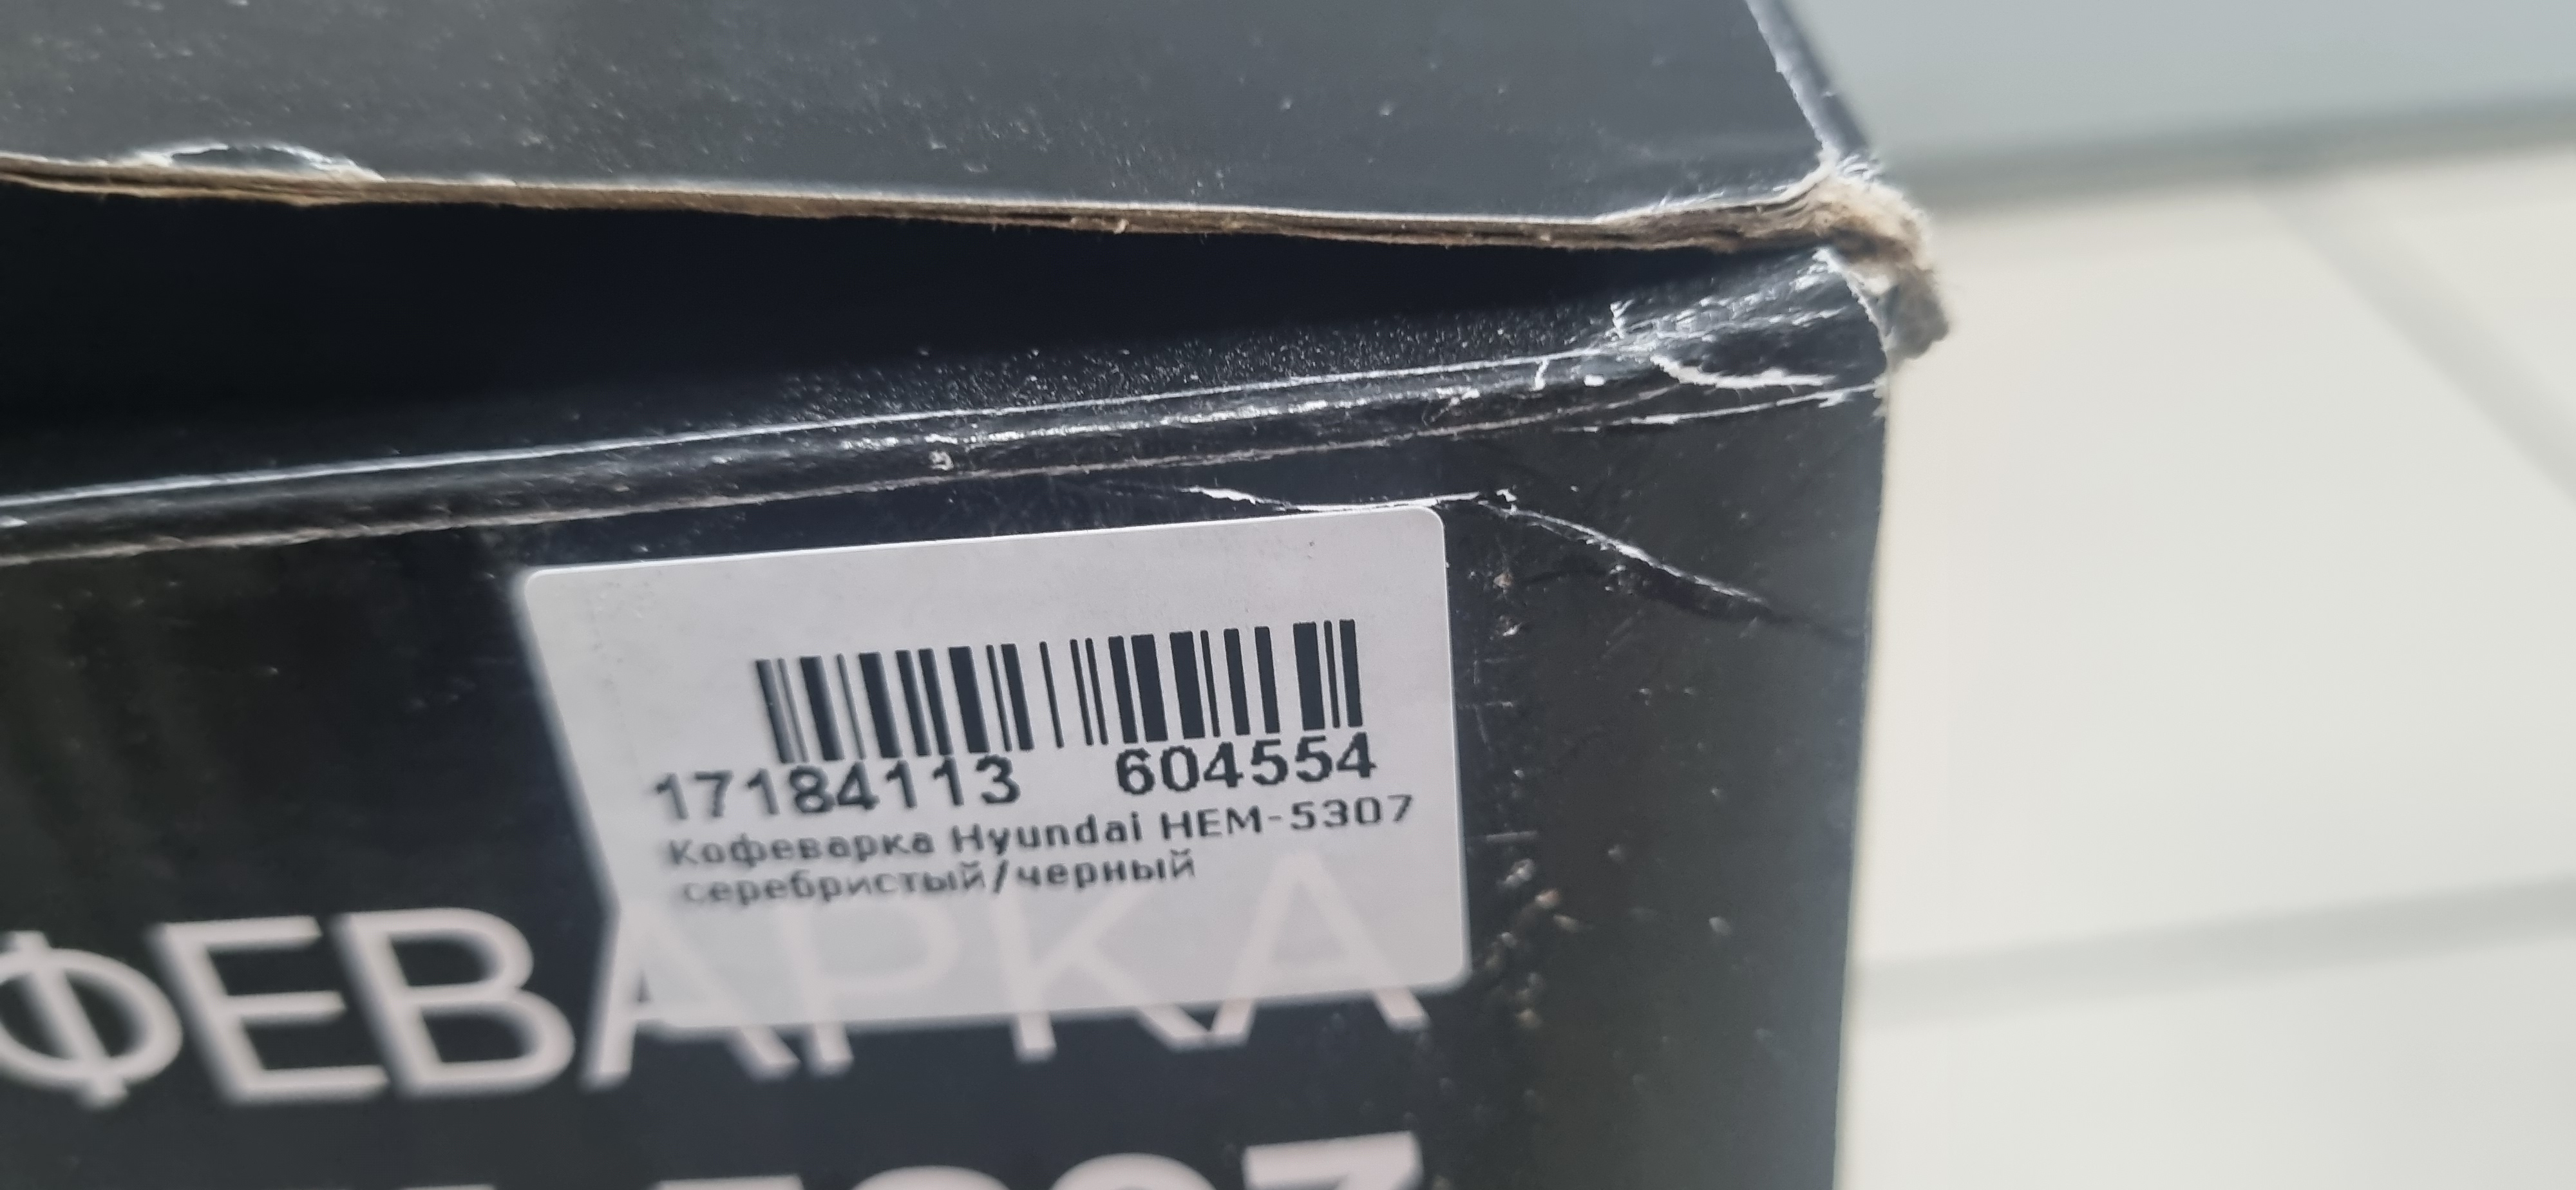 17184113 604554
Кофеварка Hyundai HEM-5307
серебристый/черный
ФЕВАРКА